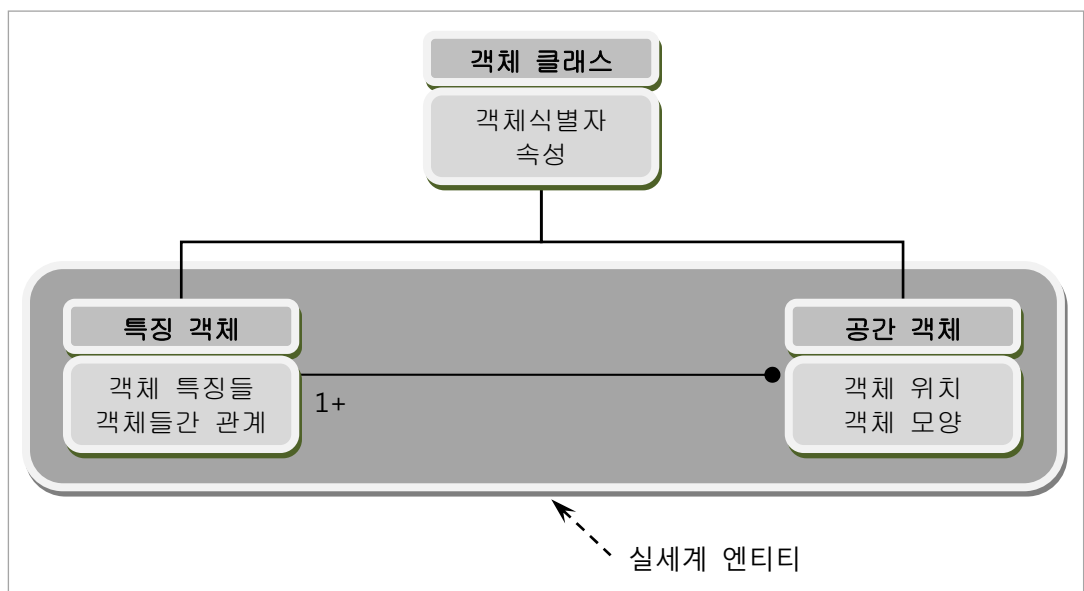 객체 클래스
객체식별자
속성
특징 객체
객체 특징들
객체들간 관계
1+
공간 객체
객체 위치
객체 모양
실세계 엔티티